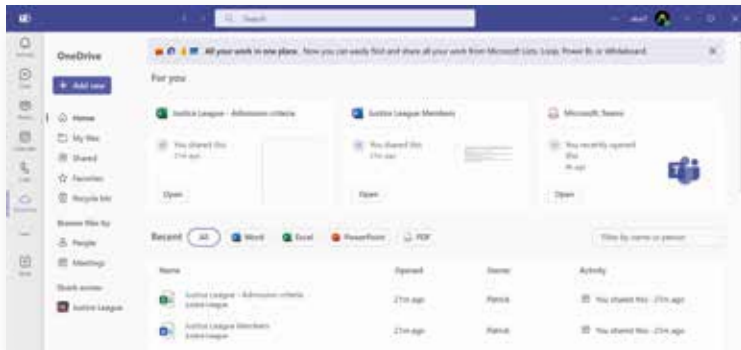 Search
OneDrive
All your work in one place. Now you can easily find and share all your work from Microsoft Lists, Loop, Power BI, or Whiteboard.
+ Add new
For you
Home
My files
Shared
Favorites
Recycle bin
Browse files by
People
Meetings
Quick access
Justice League
Justice League - Admission criteria
You shared this
21m ago
Open
Justice League Members
You shared this
21m ago
Open
Microsoft Teams
You recently opened
this
Open
Recent
All
Word
Excel
PowerPoint
PDF
Filter by name or person
Name
Opened
Owner
Activity
Justice League - Admission criteria
Justice League
21m ago
Patrick
You shared this · 21m ago
Justice League Members
Justice League
21m ago
Patrick
You shared this · 21m ago